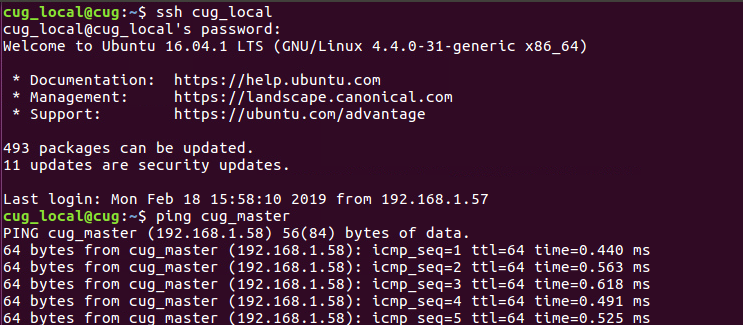 cug_local@cug:~$ ssh cug_local
cug_local@cug_local's password:
Welcome to Ubuntu 16.04.1 LTS (GNU/Linux 4.4.0-31-generic x86_64)
* Documentation:  https://help.ubuntu.com
* Management:     https://landscape.canonical.com
* Support:        https://ubuntu.com/advantage
493 packages can be updated.
11 updates are security updates.
Last login: Mon Feb 18 15:58:10 2019 from 192.168.1.57
cug_local@cug:~$ ping cug_master
PING cug_master (192.168.1.58) 56(84) bytes of data.
64 bytes from cug_master (192.168.1.58): icmp_seq=1 ttl=64 time=0.440 ms
64 bytes from cug_master (192.168.1.58): icmp_seq=2 ttl=64 time=0.563 ms
64 bytes from cug_master (192.168.1.58): icmp_seq=3 ttl=64 time=0.618 ms
64 bytes from cug_master (192.168.1.58): icmp_seq=4 ttl=64 time=0.491 ms
64 bytes from cug_master (192.168.1.58): icmp_seq=5 ttl=64 time=0.525 ms